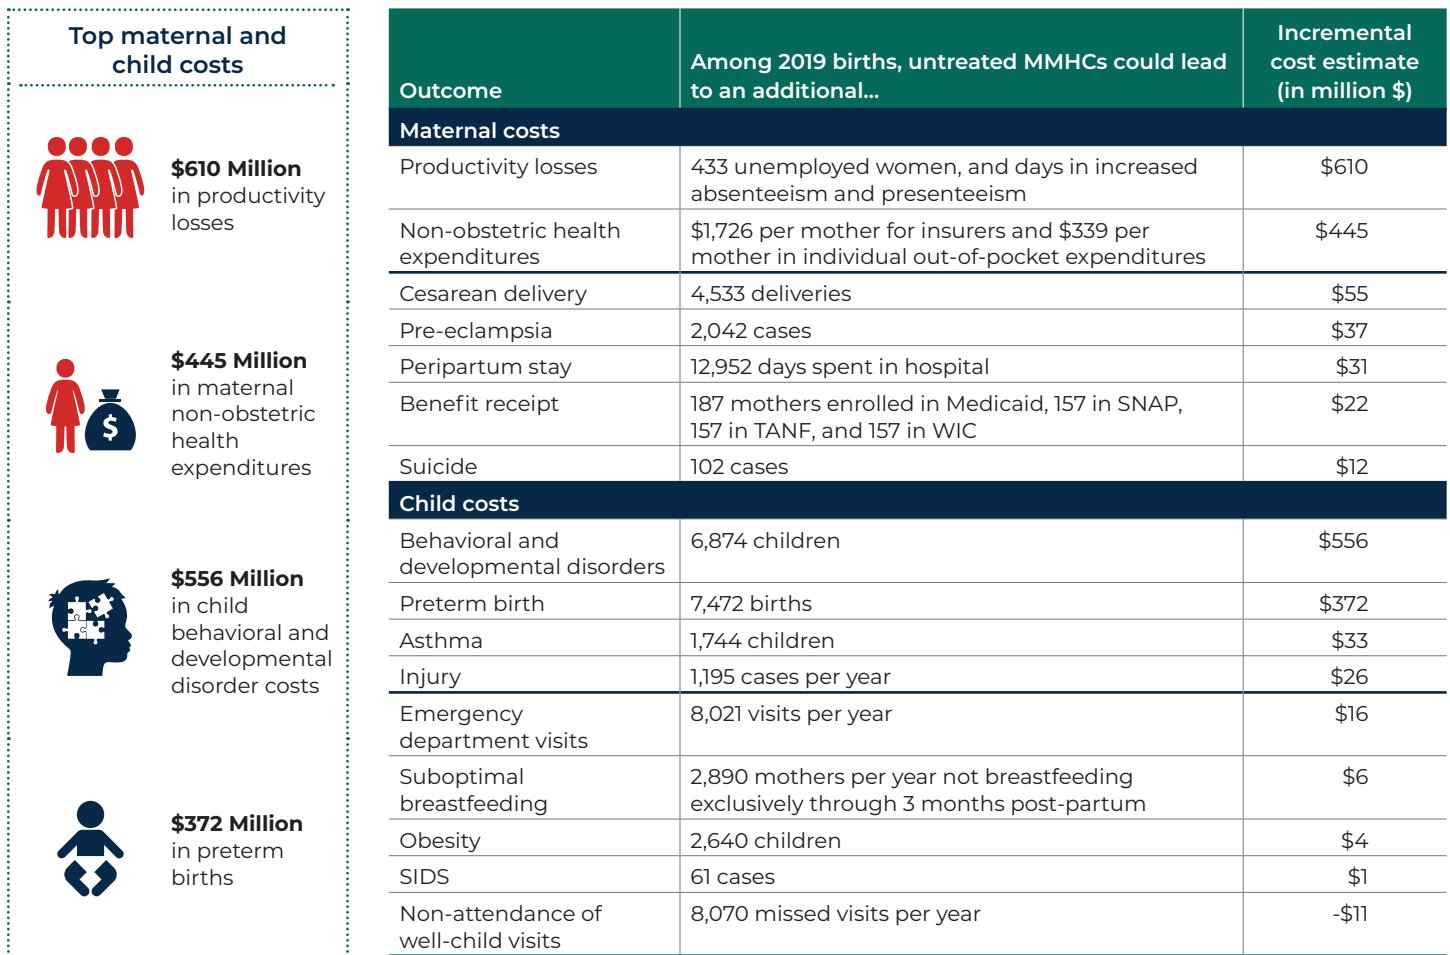 Top maternal and
child costs
$610 Million
in productivity
losses
$445 Million
in maternal
non-obstetric
health
expenditures
$
$556 Million
in child
behavioral and
developmental
disorder costs
$372 Million
in preterm
births
Outcome
Among 2019 births, untreated MMHCs could lead
to an additional...
Incremental
cost estimate
(in million $)
Maternal costs
Productivity losses
433 unemployed women, and days in increased
absenteeism and presenteeism
$610
Non-obstetric health
expenditures
$1,726 per mother for insurers and $339 per
mother in individual out-of-pocket expenditures
$445
Cesarean delivery
4,533 deliveries
$55
Pre-eclampsia
2,042 cases
$37
Peripartum stay
12,952 days spent in hospital
$31
Benefit receipt
187 mothers enrolled in Medicaid, 157 in SNAP,
157 in TANF, and 157 in WIC
$22
Suicide
102 cases
$12
Child costs
Behavioral and
developmental disorders
6,874 children
$556
Preterm birth
7,472 births
$372
Asthma
1,744 children
$33
Injury
1,195 cases per year
$26
Emergency
department visits
8,021 visits per year
$16
Suboptimal
breastfeeding
2,890 mothers per year not breastfeeding
exclusively through 3 months post-partum
$6
Obesity
2,640 children
$4
SIDS
61 cases
$1
Non-attendance of
well-child visits
8,070 missed visits per year
-$11